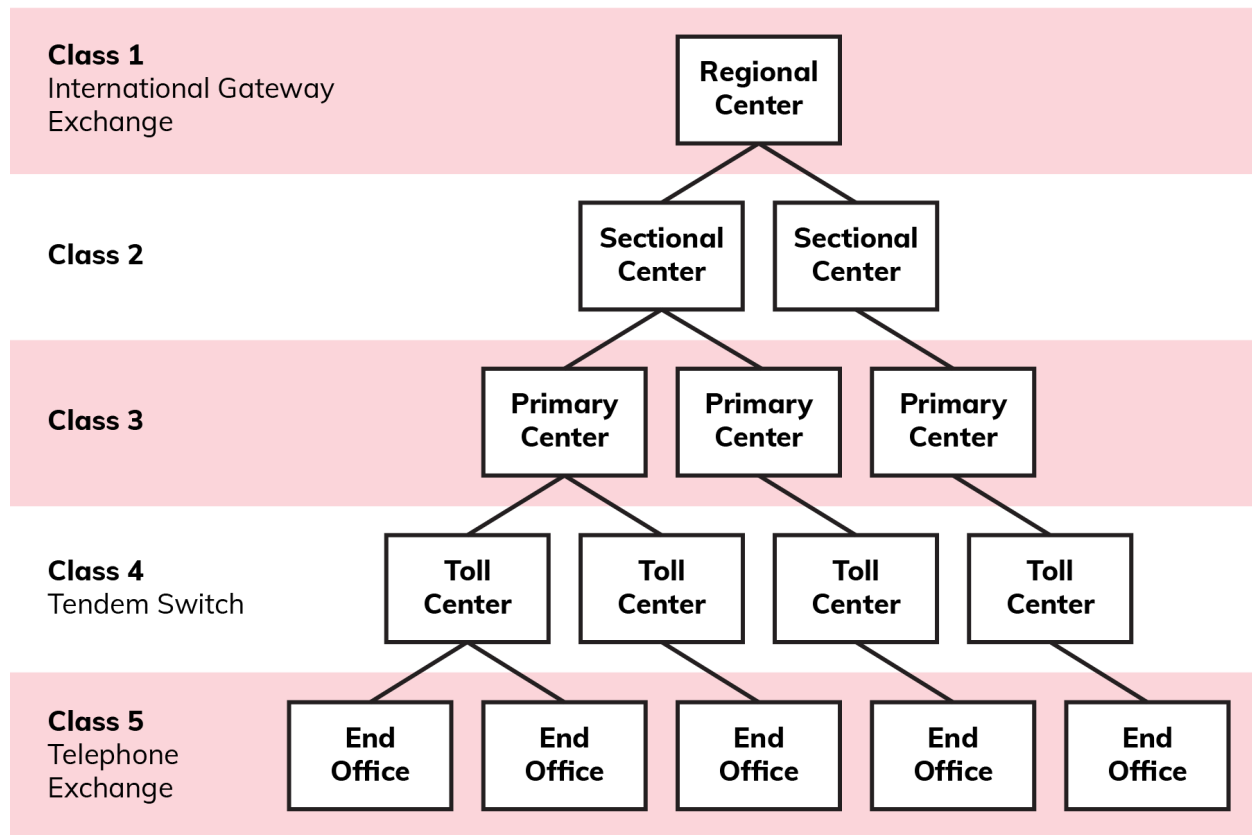 Class 1
International Gateway
Exchange
Regional
Center
Class 2
Sectional
Center
Sectional
Center
Class 3
Primary
Center
Primary
Center
Primary
Center
Class 4
Tendem Switch
Toll
Center
Toll
Center
Toll
Center
Toll
Center
Class 5
Telephone
Exchange
End
Office
End
Office
End
Office
End
Office
End
Office